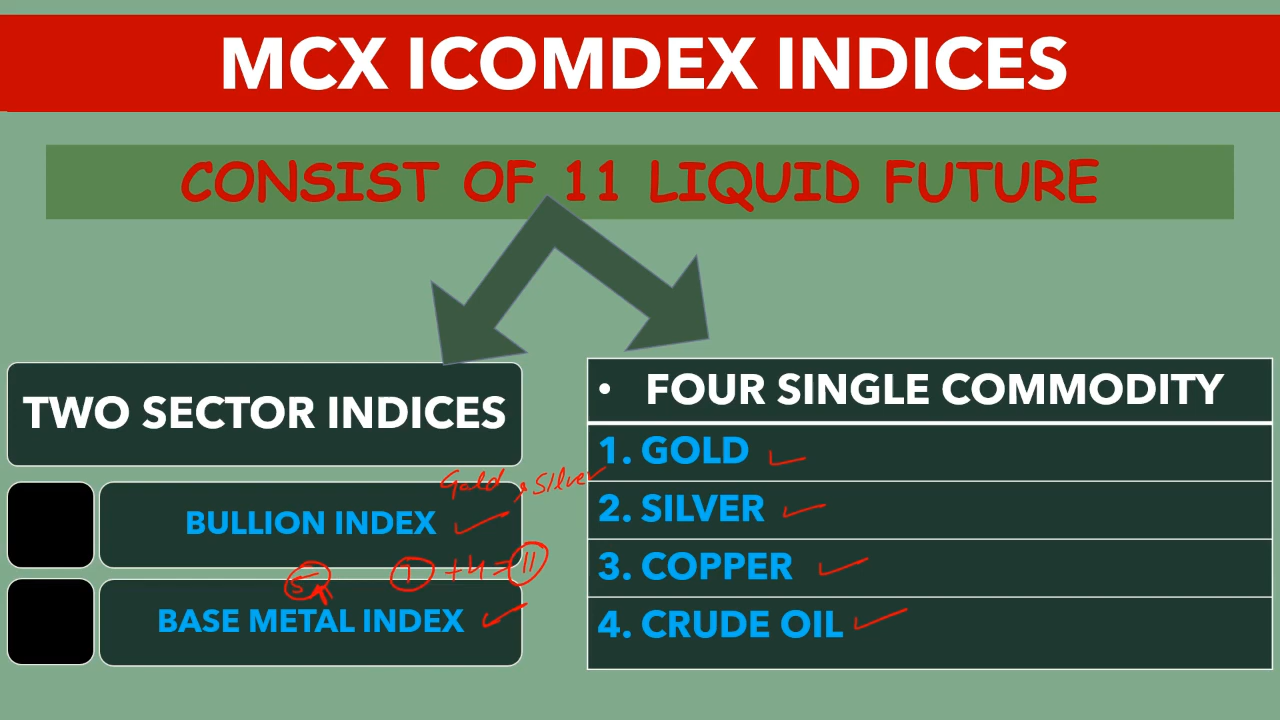 MCX ICOMDEX INDICES
CONSIST OF 11 LIQUID FUTURE
TWO SECTOR INDICES
Gold, Silver
BULLION INDEX
5
+4=11
BASE METAL INDEX
• FOUR SINGLE COMMODITY
1. GOLD
2. SILVER
3. COPPER
4. CRUDE OIL